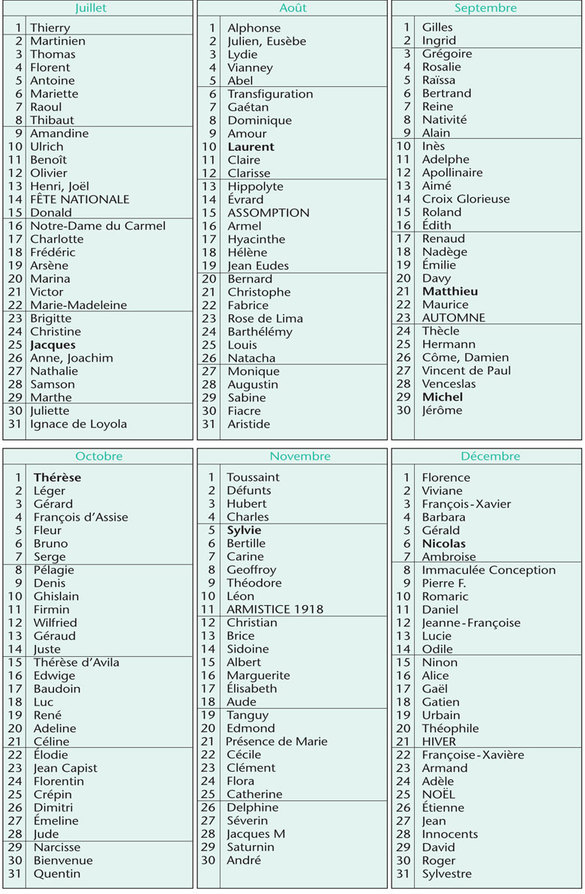 Juillet
1 Thierry
2 Martinien
3 Thomas
4 Florent
5 Antoine
6 Mariette
7 Raoul
8 Thibaut
9 Amandine
10 Ulrich
11 Benoît
12 Olivier
13 Henri, Joël
14 FÊTE NATIONALE
15 Donald
16 Notre-Dame du Carmel
17 Charlotte
18 Frédéric
19 Arsène
20 Marina
21 Victor
22 Marie-Madeleine
23 Brigitte
24 Christine
25 Jacques
26 Anne, Joachim
27 Nathalie
28 Samson
29 Marthe
30 Juliette
31 Ignace de Loyola
Août
1 Alphonse
2 Julien, Eusèbe
3 Lydie
4 Vianney
5 Abel
6 Transfiguration
7 Gaétan
8 Dominique
9 Amour
10 Laurent
11 Claire
12 Clarisse
13 Hippolyte
14 Évrard
15 ASSOMPTION
16 Armel
17 Hyacinthe
18 Hélène
19 Jean Eudes
20 Bernard
21 Christophe
22 Fabrice
23 Rose de Lima
24 Barthélémy
25 Louis
26 Natacha
27 Monique
28 Augustin
29 Sabine
30 Fiacre
31 Aristide
Septembre
1 Gilles
2 Ingrid
3 Grégoire
4 Rosalie
5 Raïssa
6 Bertrand
7 Reine
8 Nativité
9 Alain
10 Inès
11 Adelphe
12 Apollinaire
13 Aimé
14 Croix Glorieuse
15 Roland
16 Édith
17 Renaud
18 Nadège
19 Émilie
20 Davy
21 Matthieu
22 Maurice
23 AUTOMNE
24 Thècle
25 Hermann
26 Côme, Damien
27 Vincent de Paul
28 Venceslas
29 Michel
30 Jérôme
Octobre
1 Thérèse
2 Léger
3 Gérard
4 François d’Assise
5 Fleur
6 Bruno
7 Serge
8 Pélagie
9 Denis
10 Ghislain
11 Firmin
12 Wilfried
13 Géraud
14 Juste
15 Thérèse d’Avila
16 Edwige
17 Baudoin
18 Luc
19 René
20 Adeline
21 Céline
22 Élodie
23 Jean Capist
24 Florentin
25 Crépin
26 Dimitri
27 Émeline
28 Jude
29 Narcisse
30 Bienvenue
31 Quentin
Novembre
1 Toussaint
2 Défunts
3 Hubert
4 Charles
5 Sylvie
6 Bertille
7 Carine
8 Geoffroy
9 Théodore
10 Léon
11 ARMISTICE 1918
12 Christian
13 Brice
14 Sidoine
15 Albert
16 Marguerite
17 Élisabeth
18 Aude
19 Tanguy
20 Edmond
21 Présence de Marie
22 Cécile
23 Clément
24 Flora
25 Catherine
26 Delphine
27 Séverin
28 Jacques M
29 Saturnin
30 André
Décembre
1 Florence
2 Viviane
3 François-Xavier
4 Barbara
5 Gérald
6 Nicolas
7 Ambroise
8 Immaculée Conception
9 Pierre F.
10 Romaric
11 Daniel
12 Jeanne-Françoise
13 Lucie
14 Odile
15 Ninon
16 Alice
17 Gaël
18 Gatien
19 Urbain
20 Théophile
21 HIVER
22 Françoise-Xavière
23 Armand
24 Adèle
25 NOËL
26 Étienne
27 Jean
28 Innocents
29 David
30 Roger
31 Sylvestre